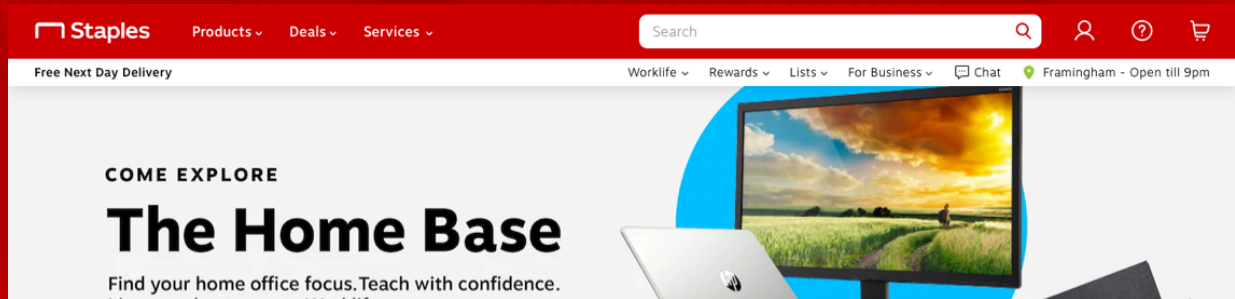 Staples Products Deals Services Search
Free Next Day Delivery Worklife Rewards Lists For Business Chat Framingham - Open till 9pm
COME EXPLORE
The Home Base
Find your home office focus.Teach with confidence.
hp